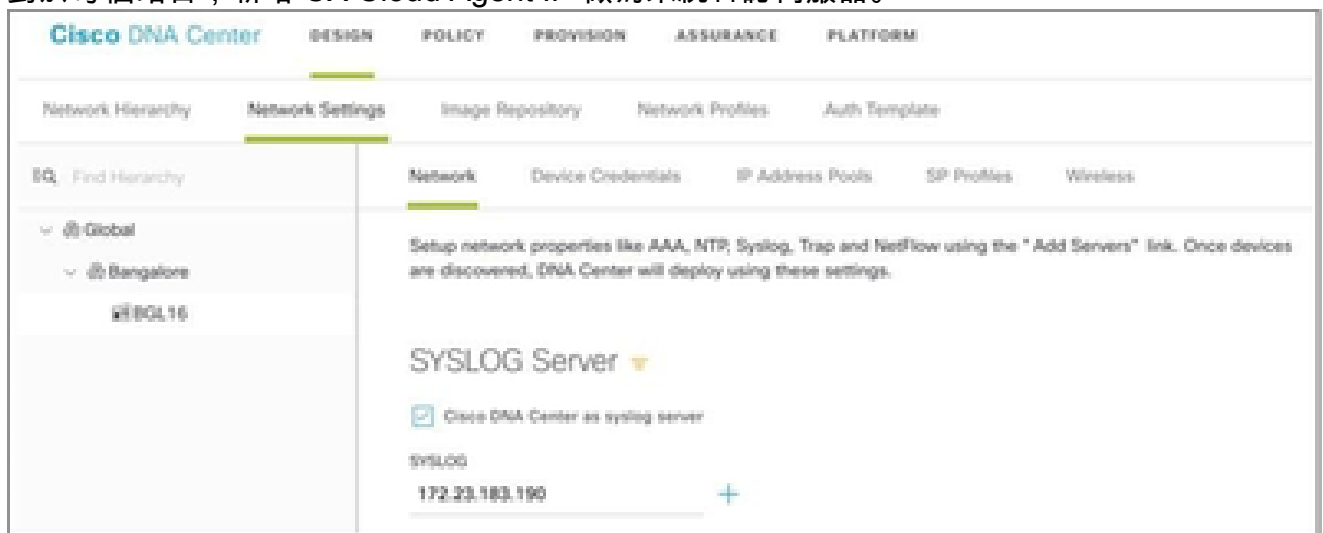 Cisco DNA Center DESIGN POLICY PROVISION ASSURANCE PLATFORM
Network Hierarchy Network Settings Image Repository Network Profiles Auth Template
Find Hierarchy
Network Device Credentials IP Address Pools SP Profiles Wireless
Global
Bangalore
BGL16
Setup network properties like AAA, NTP, Syslog, Trap and NetFlow using the "Add Servers" link. Once devices
are discovered, DNA Center will deploy using these settings.
SYSLOG Server
Cisco DNA Center as syslog server
SYSLOG
172.23.183.190